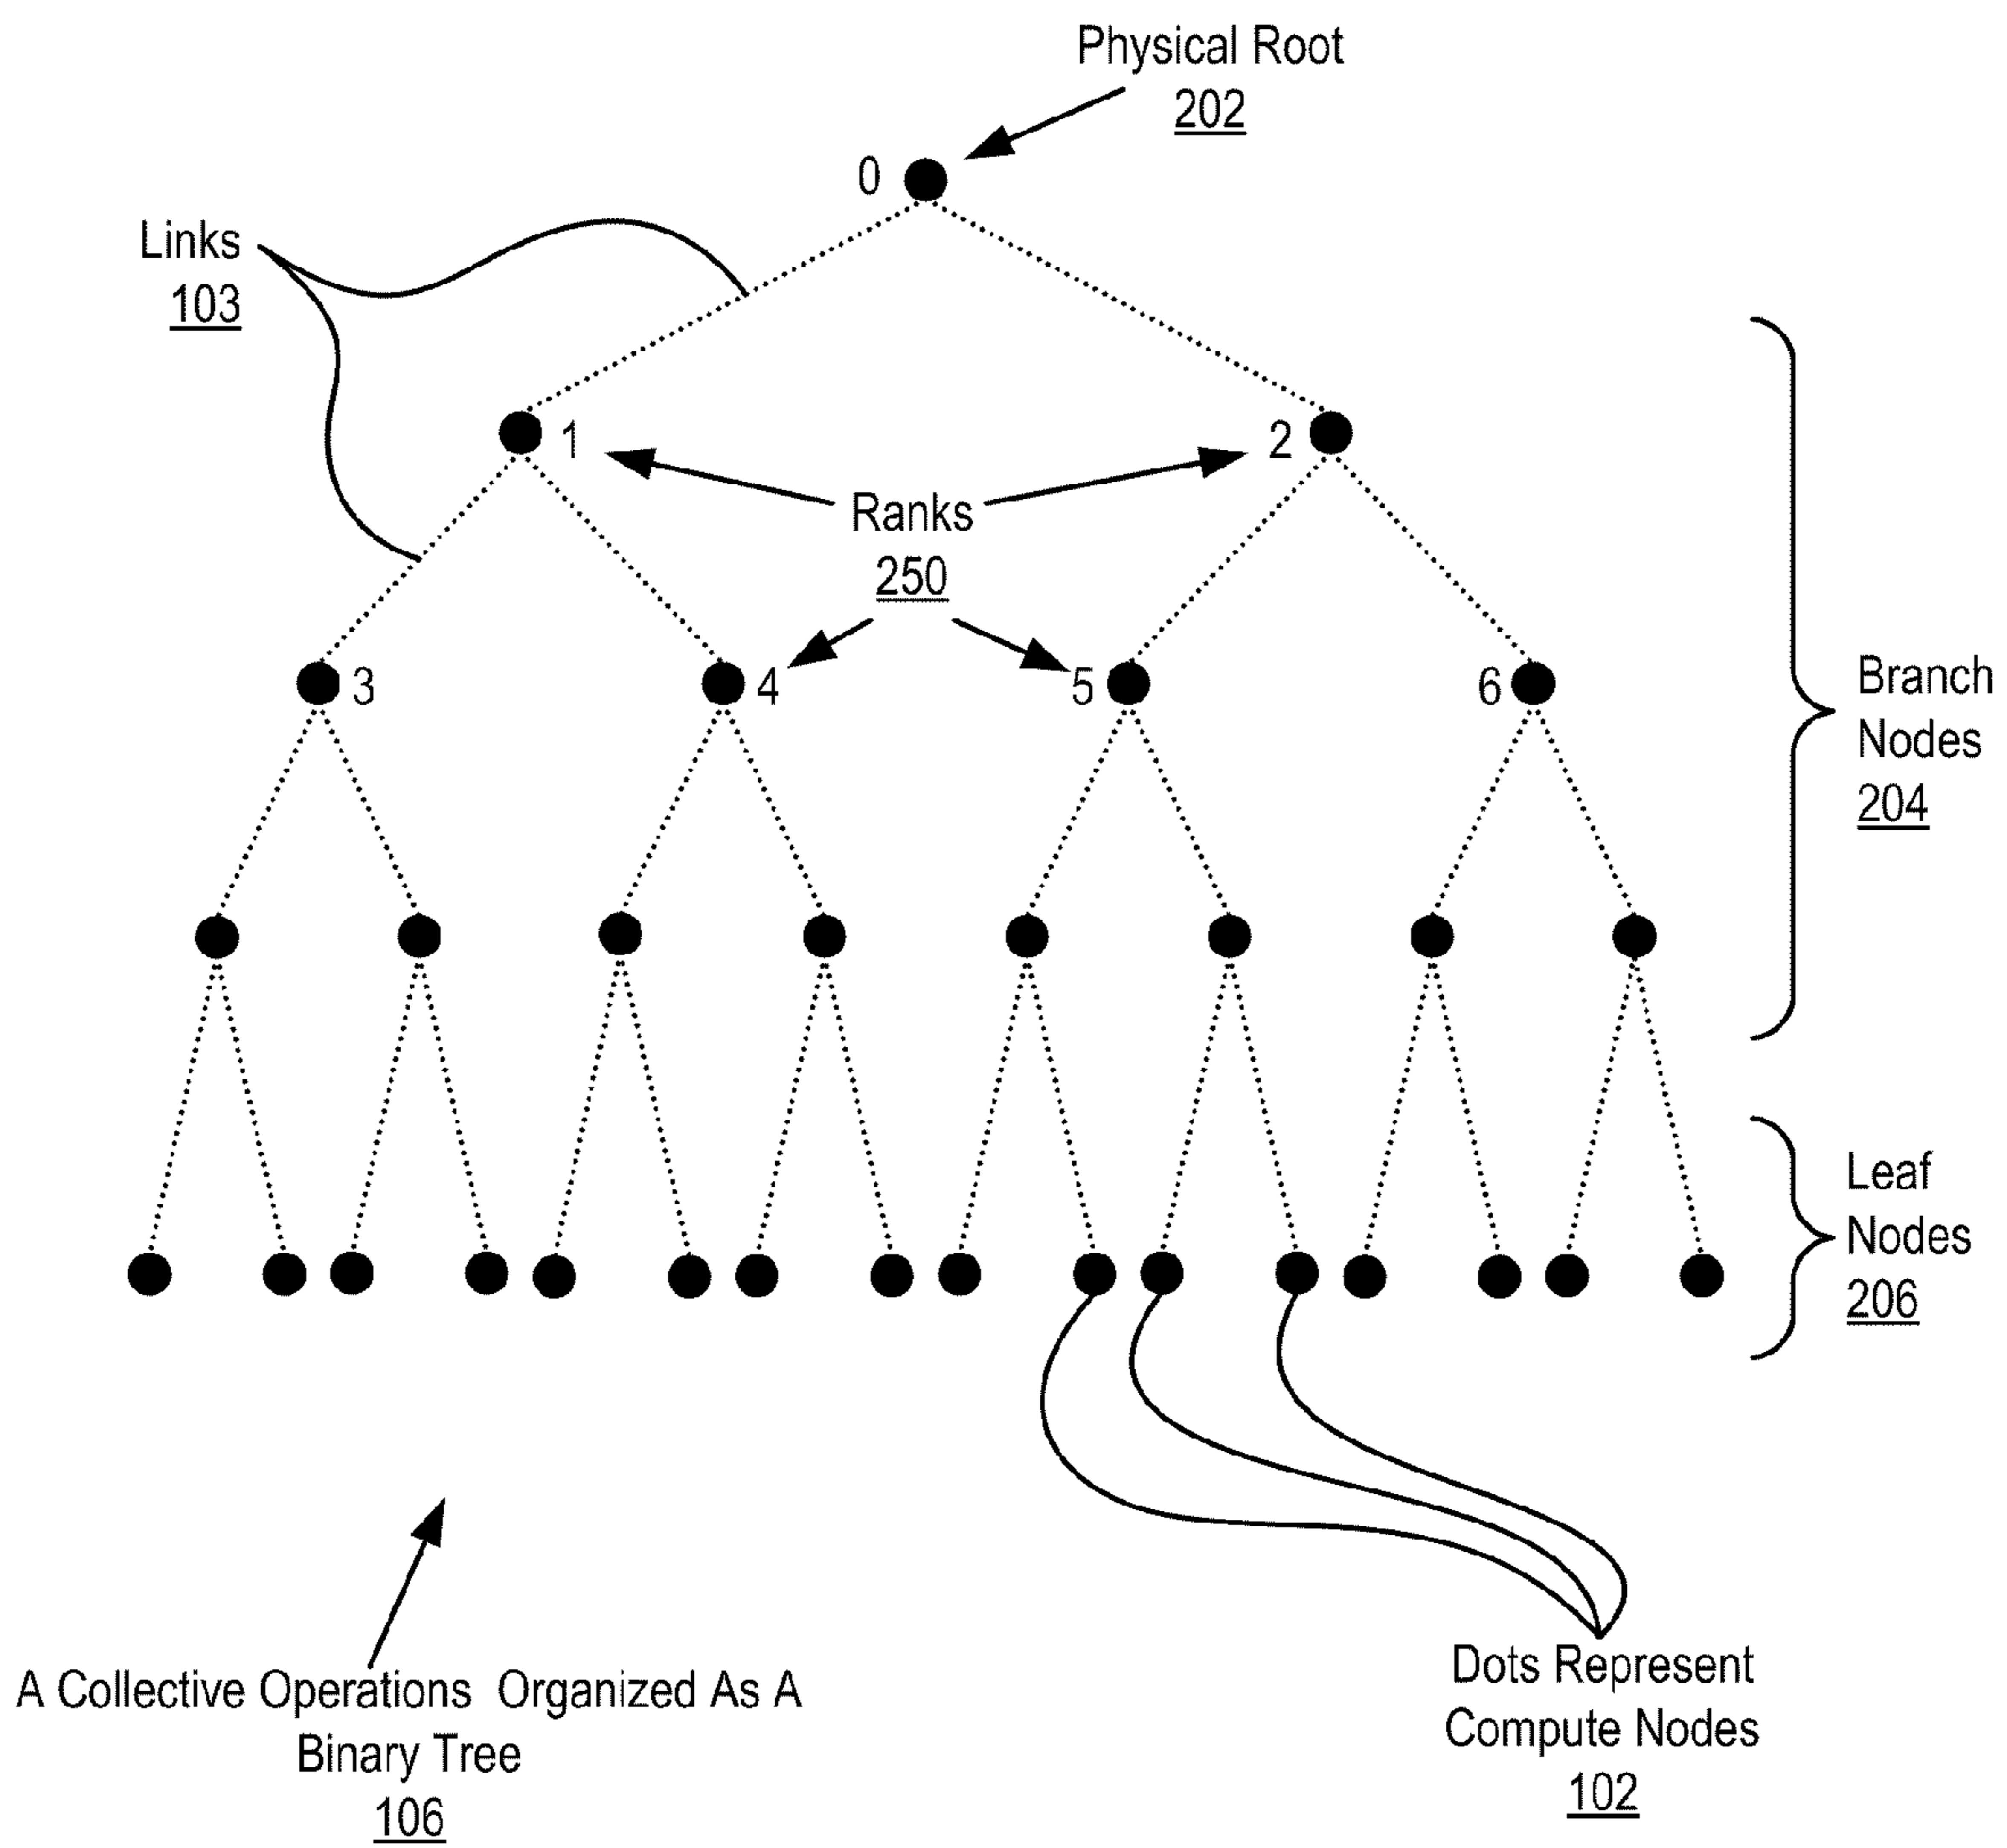 Physical Root
202
0
Links
103
1
2
Ranks
250
3
4
5
6
Branch
Nodes
204
Leaf
Nodes
206
A Collective Operations Organized As A
Binary Tree
106
Dots Represent
Compute Nodes
102